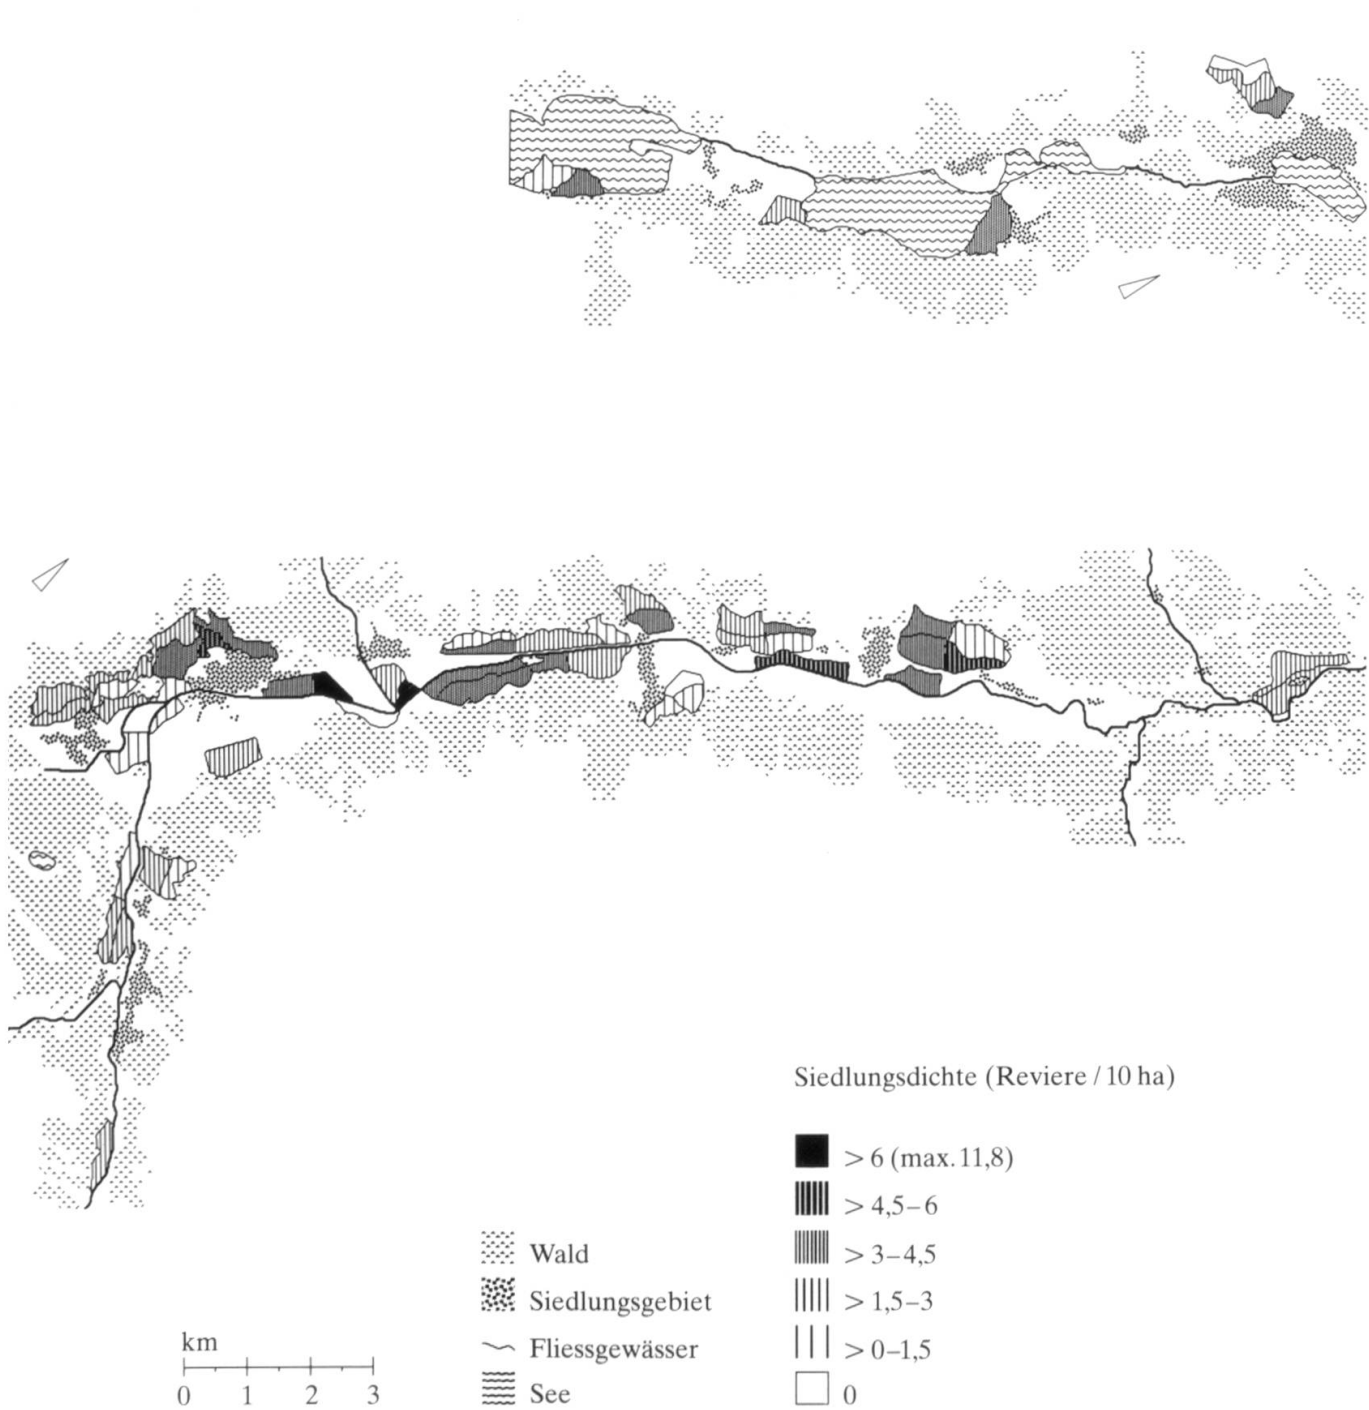 Siedlungsdichte (Reviere / 10 ha)
> 6 (max. 11,8)
> 4,5–6
> 3–4,5
> 1,5–3
> 0–1,5
0
Wald
Siedlungsgebiet
Fliessgewässer
See
km
0 1 2 3